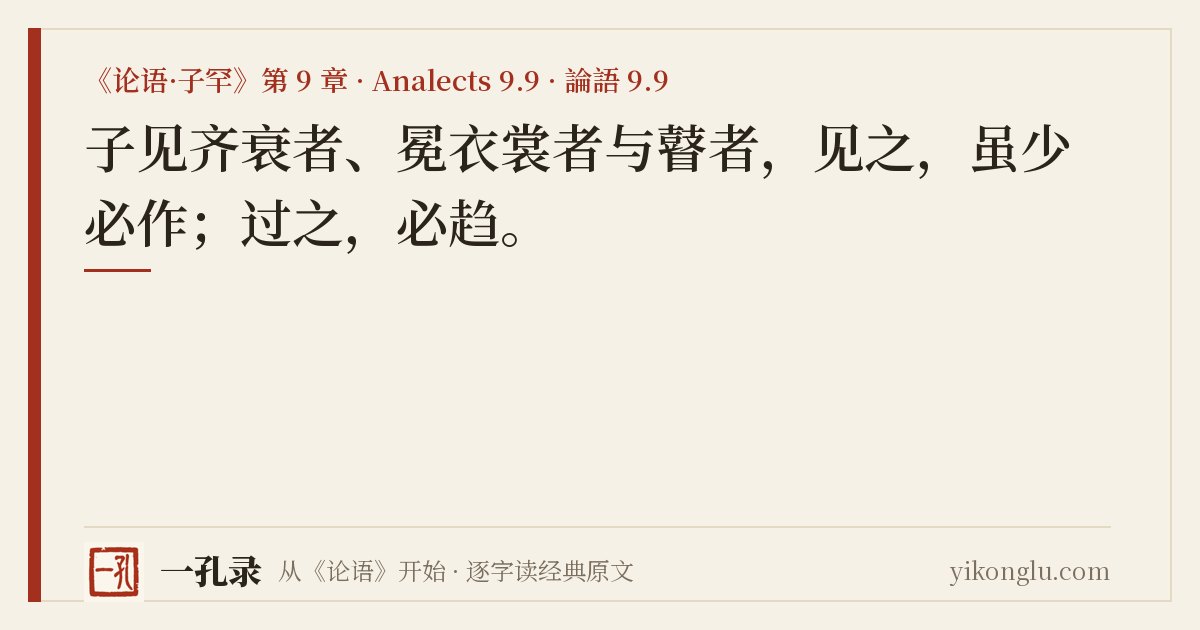 《论语·子罕》第 9 章 · Analects 9.9 · 論語 9.9
子见齐衰者、冕衣裳者与瞽者，见之，虽少
必作；过之，必趋。
一孔
一孔录 从《论语》开始 · 逐字读经典原文 yikonglu.com